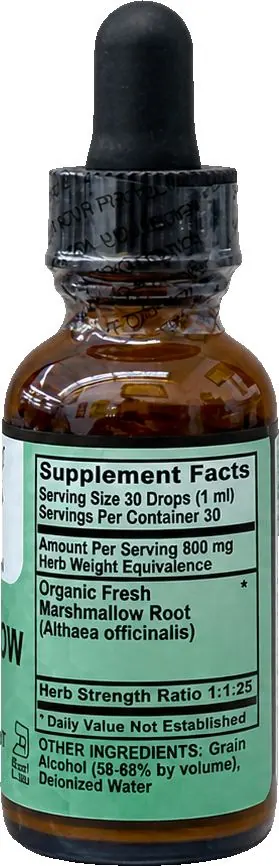 Supplement Facts
Serving Size 30 Drops (1 ml)
Servings Per Container 30
Amount Per Serving 800 mg
Herb Weight Equivalence
Organic Fresh *
Marshmallow Root
(Althaea officinalis)
Herb Strength Ratio 1:1:25
* Daily Value Not Established
OTHER INGREDIENTS: Grain
Alcohol (58-68% by volume),
Deionized Water